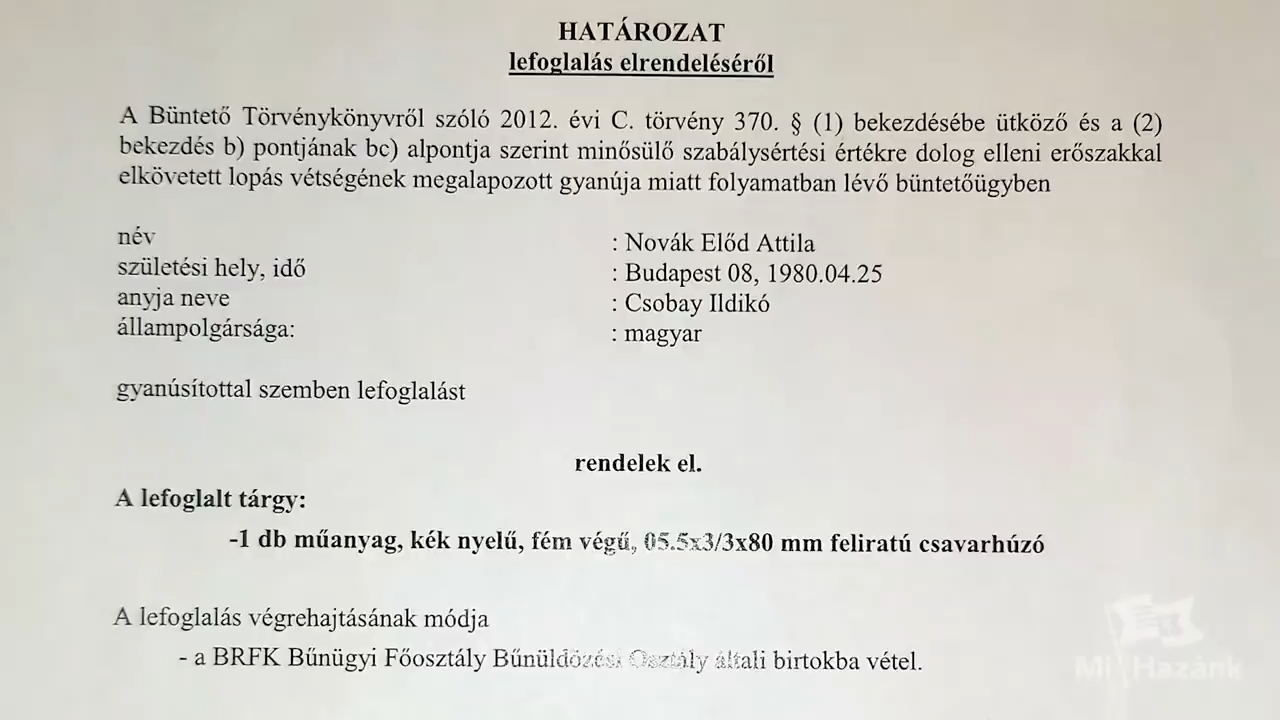 HATÁROZAT
lefoglalás elrendeléséről
A Büntető Törvénykönyvről szóló 2012. évi C. törvény 370. § (1) bekezdésébe ütköző és a (2)
bekezdés b) pontjának bc) alpontja szerint minősülő szabálysértési értékre dolog elleni erőszakkal
elkövetett lopás vétségének megalapozott gyanúja miatt folyamatban lévő büntetőügyben
név : Novák Előd Attila
születési hely, idő : Budapest 08, 1980.04.25
anyja neve : Csobay Ildikó
állampolgársága: : magyar
gyanúsítottal szemben lefoglalást
rendelek el.
A lefoglalt tárgy:
-1 db műanyag, kék nyelű, fém végű, 05.5x3/3x80 mm feliratú csavarhúzó
A lefoglalás végrehajtásának módja
- a BRFK Bűnügyi Főosztály Bűnüldözési Osztály általi birtokba vétel.
Mi Hazánk